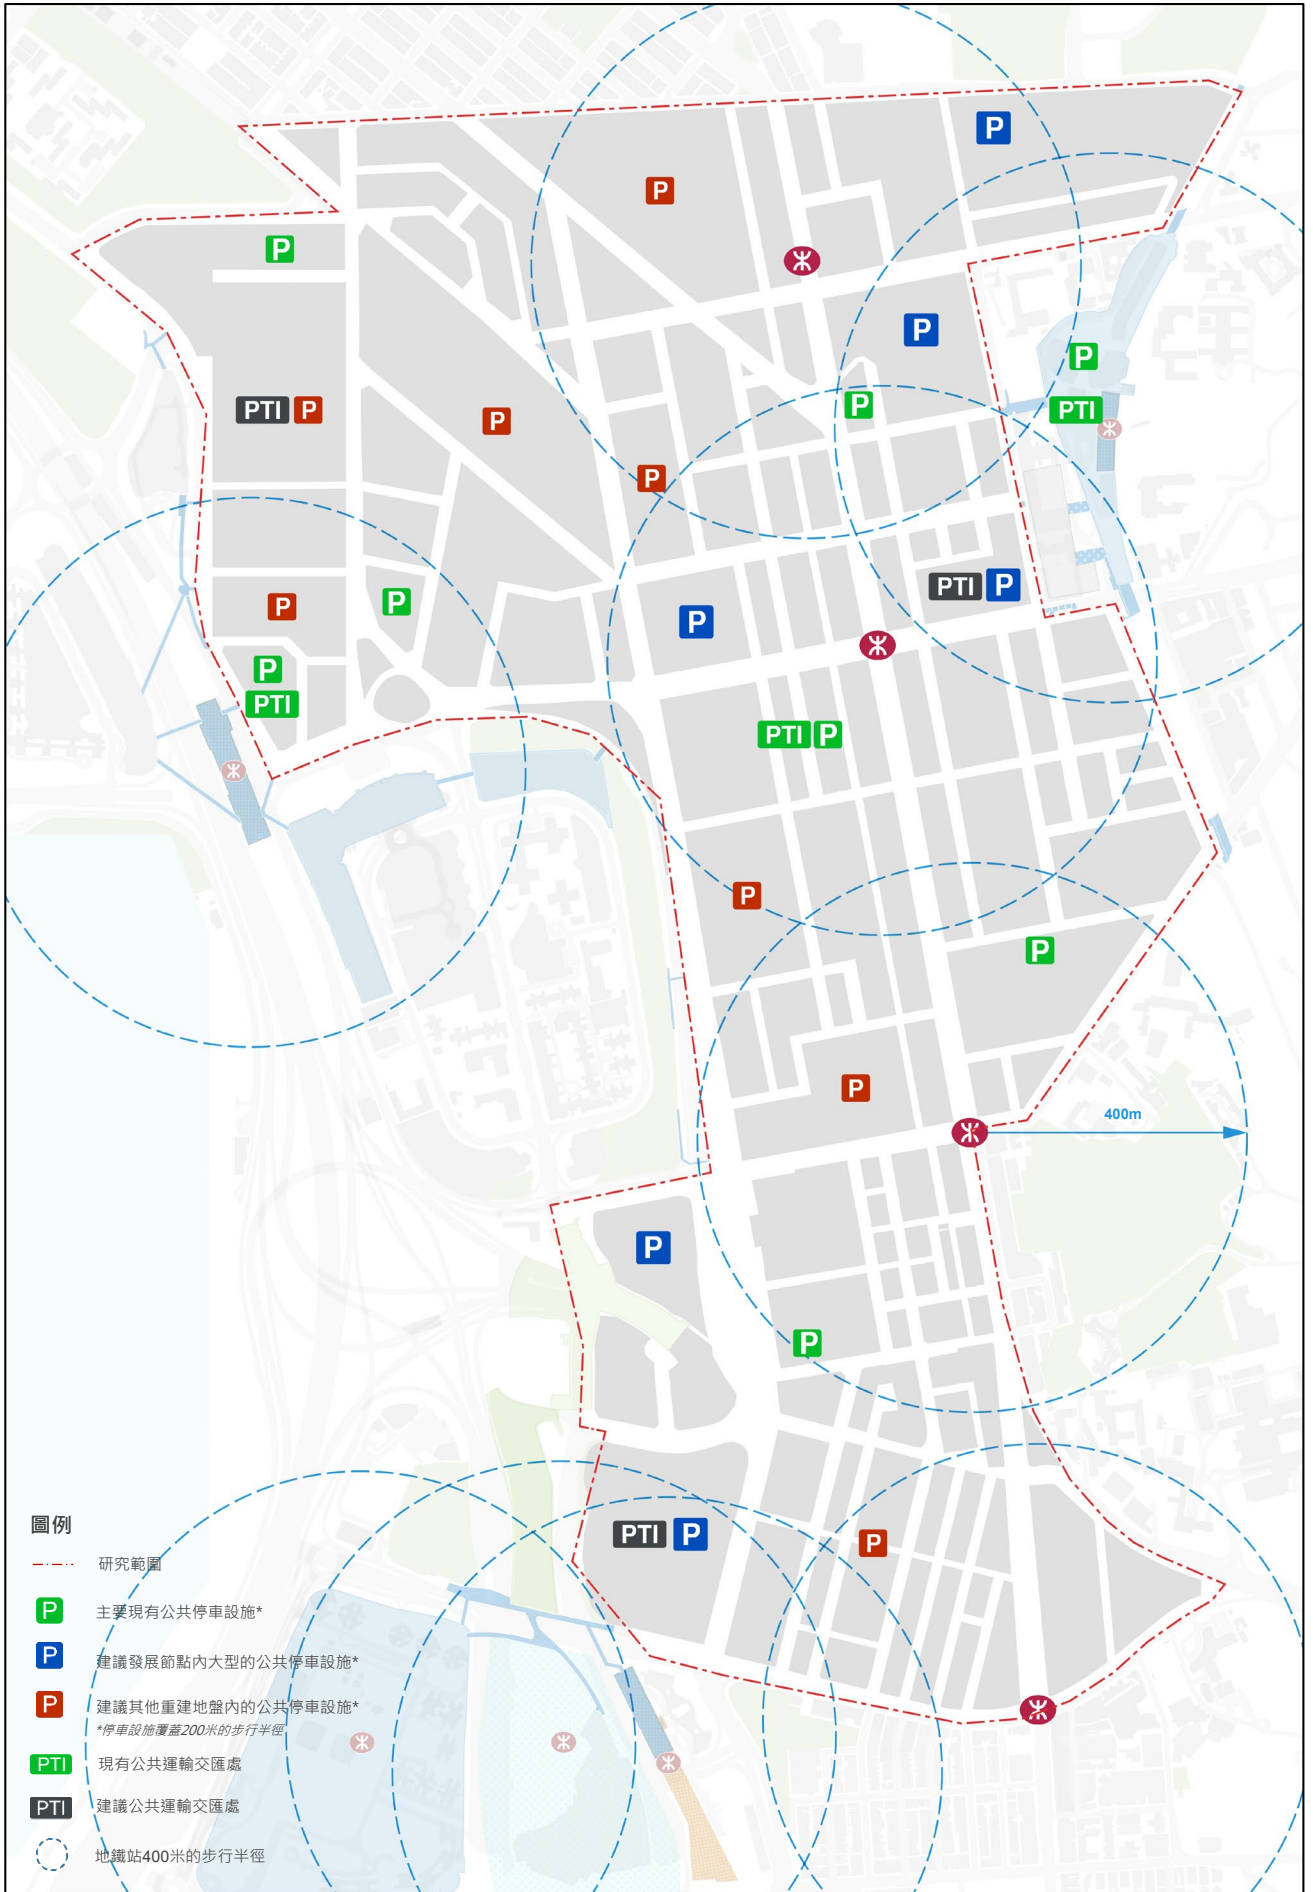 P
P
P
P
P
P
PTI
PTI P
P
P
P
PTI P
P
P
P
P
PTI
PTI P
P
P
P
400m
P
P
PTI P
P
圖例
研究範圍
P 主要現有公共停車設施*
P 建議發展節點內大型的公共停車設施*
P 建議其他重建地盤內的公共停車設施*
*停車設施覆蓋200米的步行半徑
PTI 現有公共運輸交匯處
PTI 建議公共運輸交匯處
地鐵站400米的步行半徑